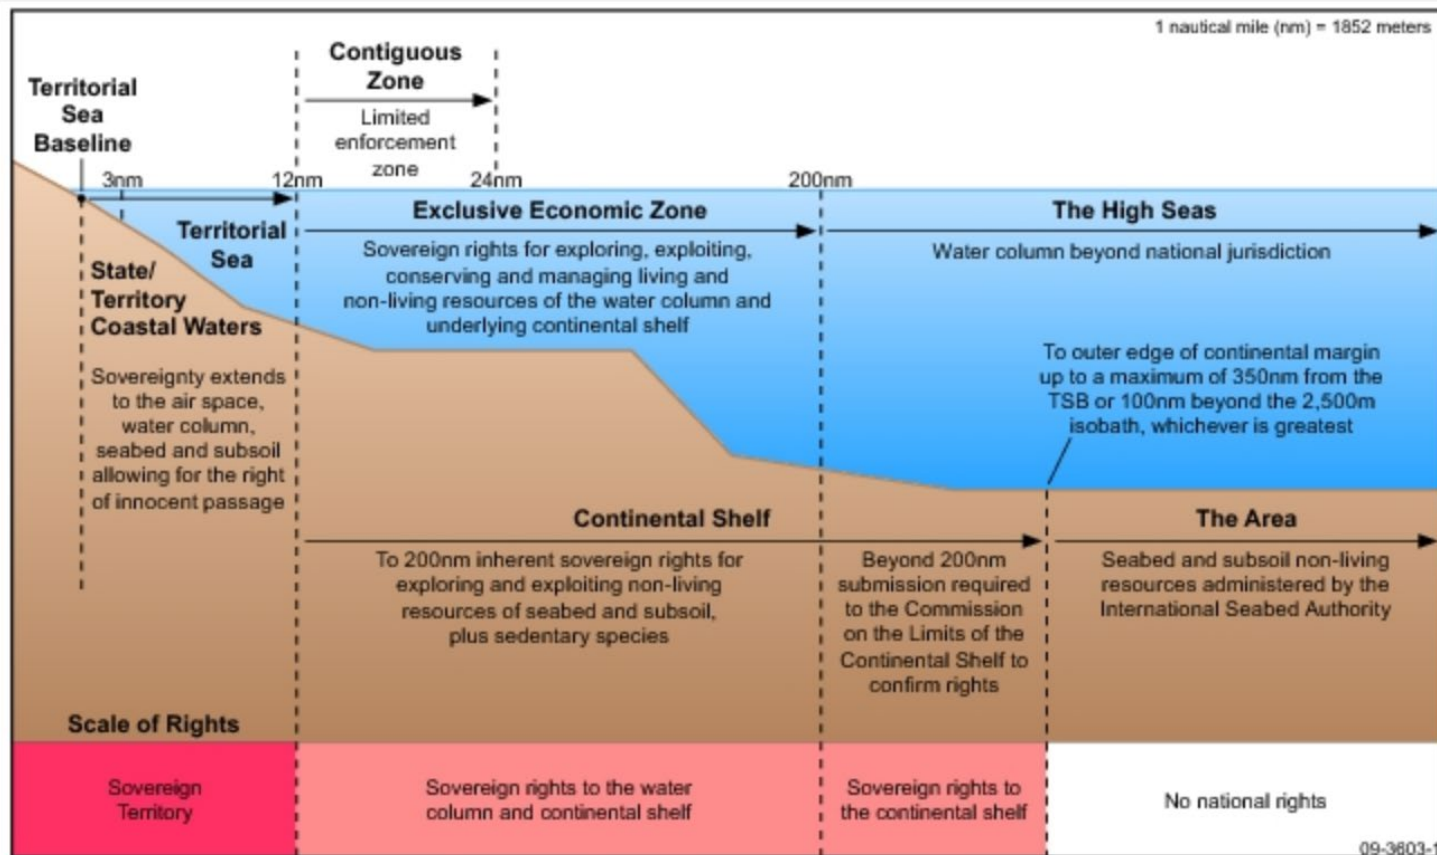 1 nautical mile (nm) = 1852 meters
Contiguous
Zone
Limited
enforcement
zone
Territorial
Sea
Baseline
3nm
12nm
24nm
200nm
Territorial
Sea
Exclusive Economic Zone
Sovereign rights for exploring, exploiting,
conserving and managing living and
non-living resources of the water column and
underlying continental shelf
The High Seas
Water column beyond national jurisdiction
State/
Territory
Coastal Waters
Sovereignty extends
to the air space,
water column,
seabed and subsoil
allowing for the right
of innocent passage
To outer edge of continental margin
up to a maximum of 350nm from the
TSB or 100nm beyond the 2,500m
isobath, whichever is greatest
Continental Shelf
To 200nm inherent sovereign rights for
exploring and exploiting non-living
resources of seabed and subsoil,
plus sedentary species
Beyond 200nm
submission required
to the Commission
on the Limits of the
Continental Shelf to
confirm rights
The Area
Seabed and subsoil non-living
resources administered by the
International Seabed Authority
Scale of Rights
Sovereign
Territory
Sovereign rights to the water
column and continental shelf
Sovereign rights to
the continental shelf
No national rights
09-3603-1